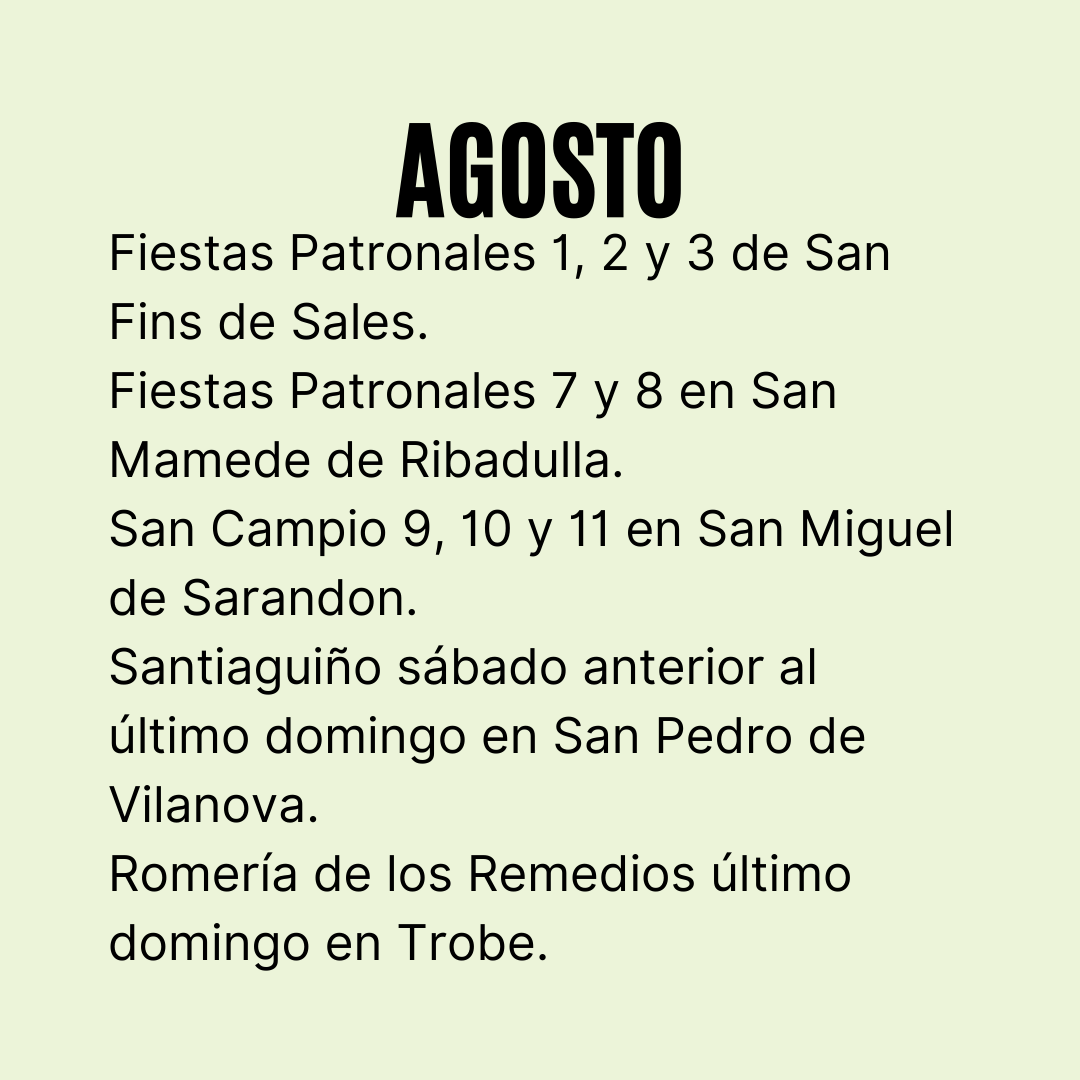 AGOSTO
Fiestas Patronales 1, 2 y 3 de San
Fins de Sales.
Fiestas Patronales 7 y 8 en San
Mamede de Ribadulla.
San Campio 9, 10 y 11 en San Miguel
de Sarandon.
Santiaguiño sábado anterior al
último domingo en San Pedro de
Vilanova.
Romería de los Remedios último
domingo en Trobe.